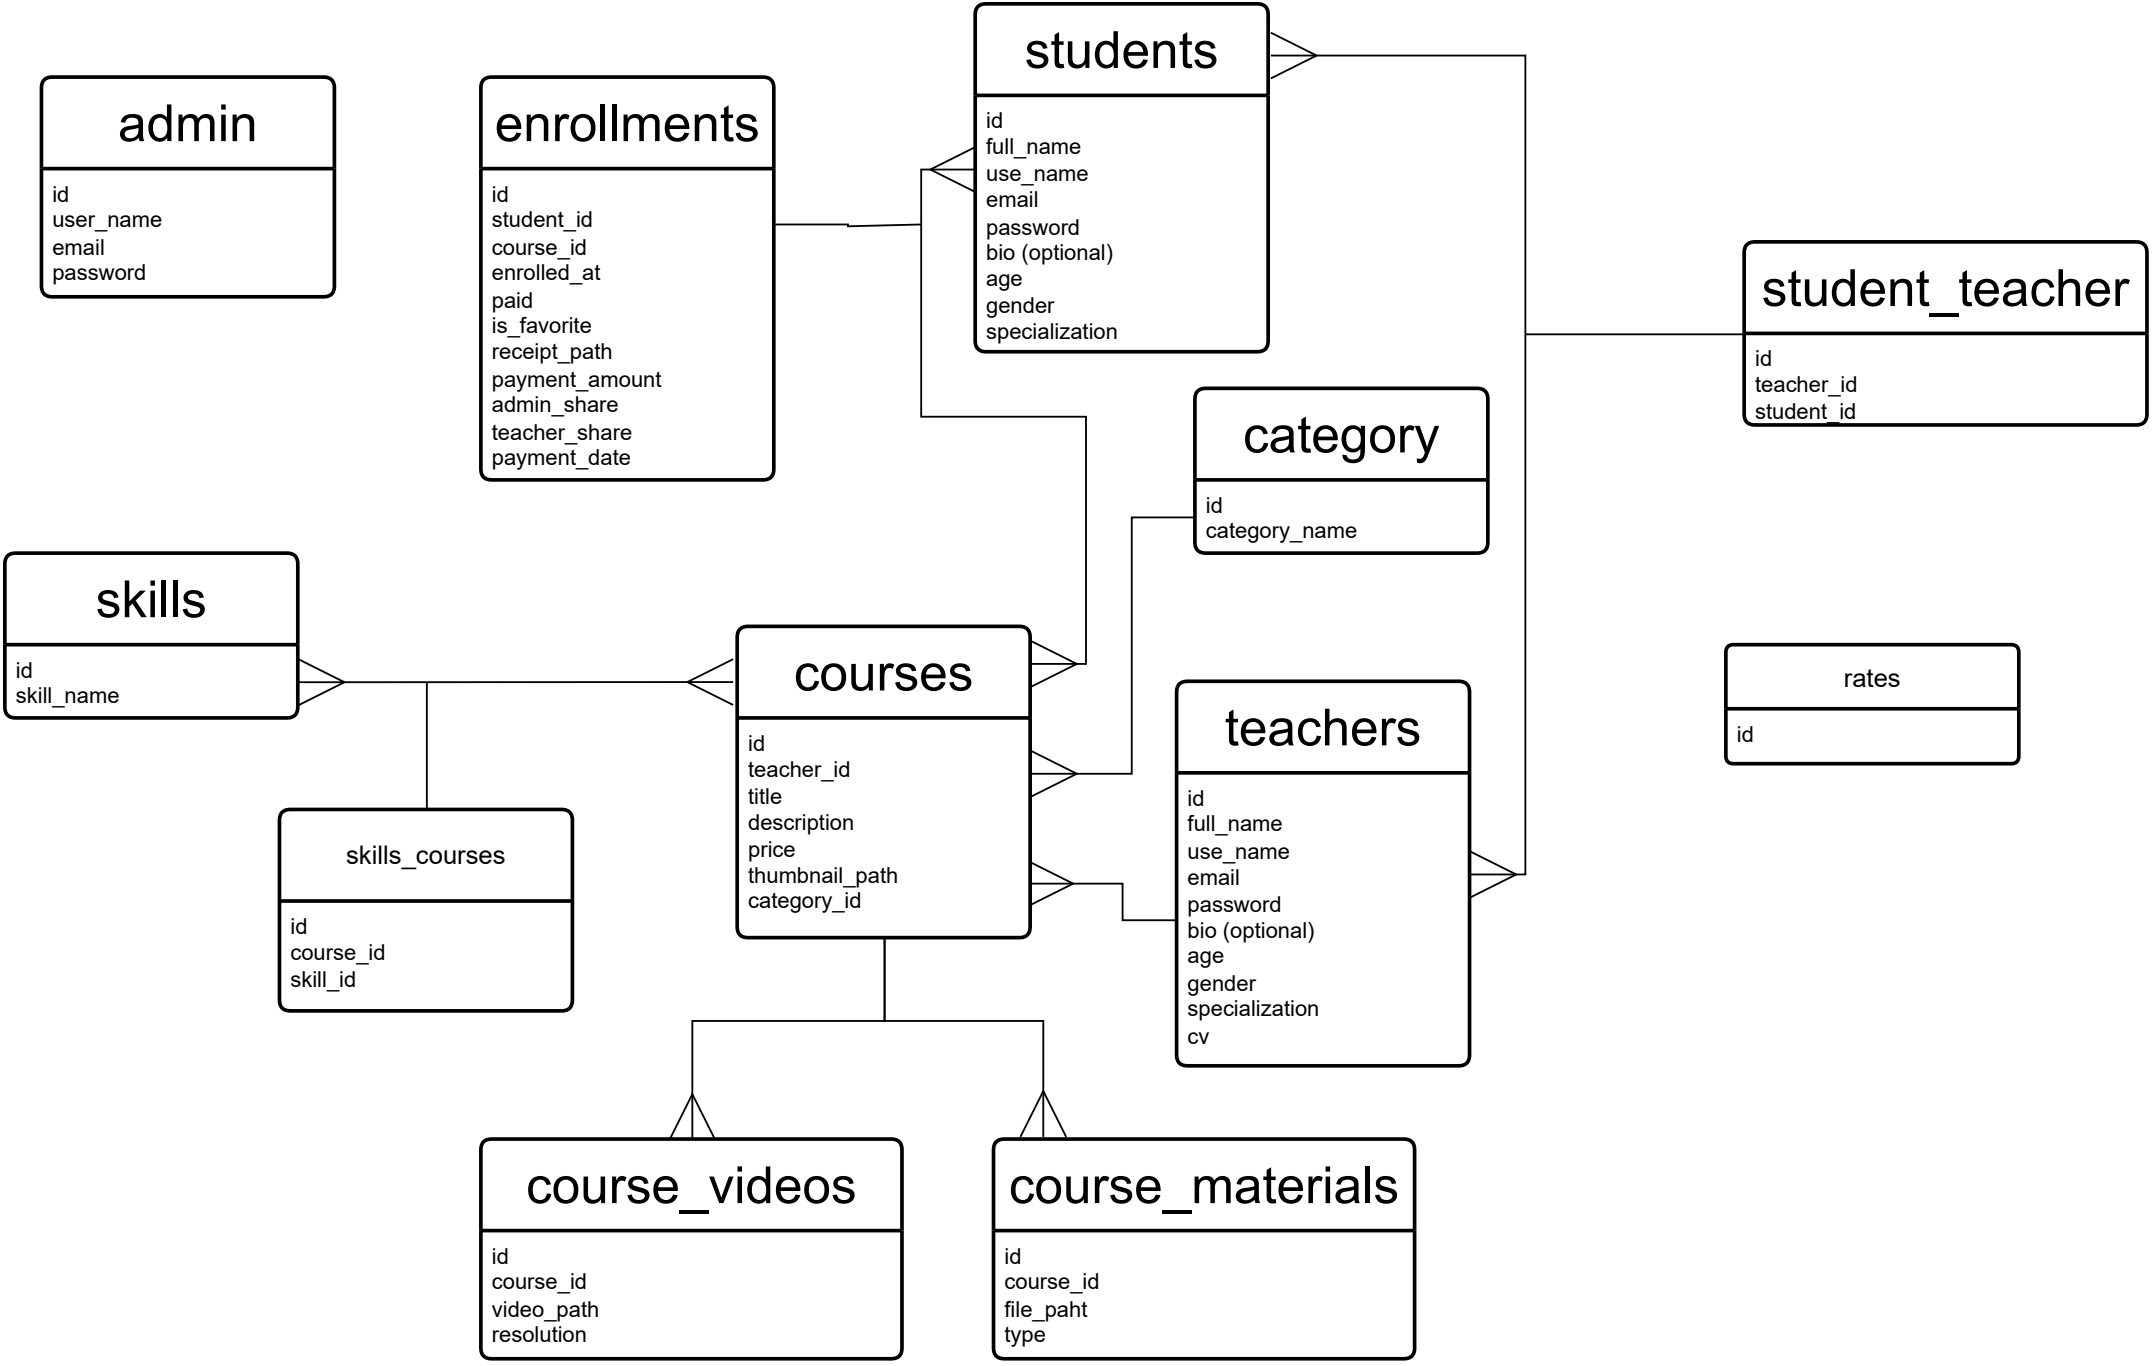 admin
id
user_name
email
password
enrollments
id
student_id
course_id
enrolled_at
paid
is_favorite
receipt_path
payment_amount
admin_share
teacher_share
payment_date
students
id
full_name
use_name
email
password
bio (optional)
age
gender
specialization
student_teacher
id
teacher_id
student_id
category
id
category_name
skills
id
skill_name
courses
id
teacher_id
title
description
price
thumbnail_path
category_id
teachers
id
full_name
use_name
email
password
bio (optional)
age
gender
specialization
cv
rates
id
skills_courses
id
course_id
skill_id
course_videos
id
course_id
video_path
resolution
course_materials
id
course_id
file_paht
type